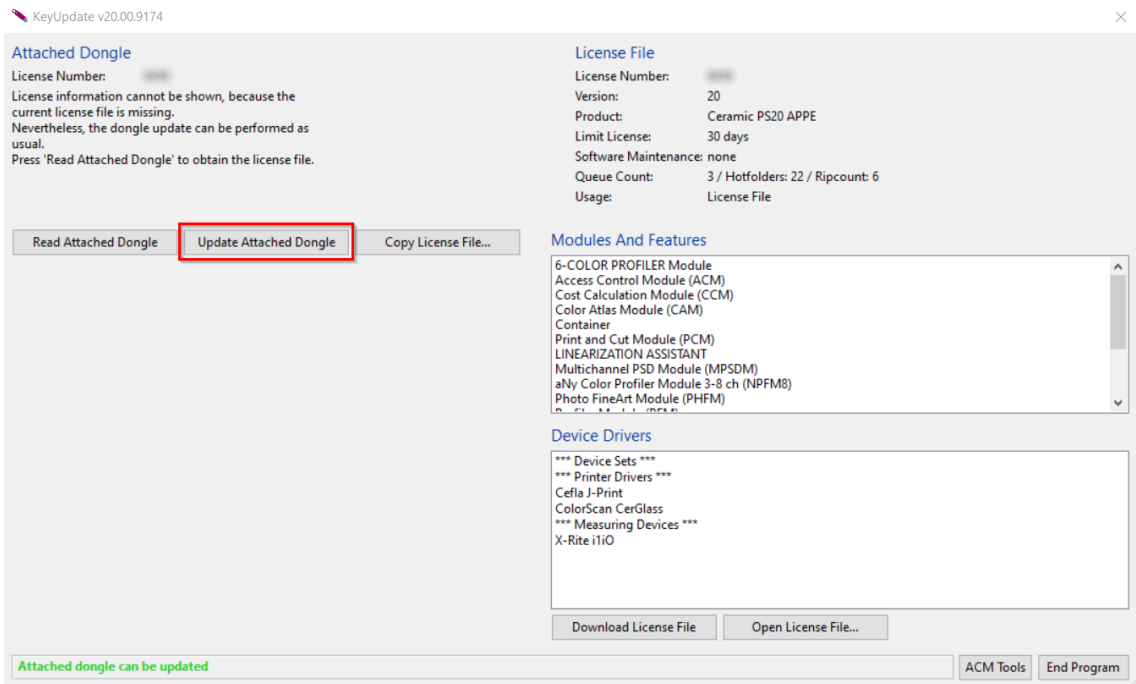 KeyUpdate v20.00.9174
Attached Dongle
License Number:
License information cannot be shown, because the
current license file is missing.
Nevertheless, the dongle update can be performed as
usual.
Press 'Read Attached Dongle' to obtain the license file.
Read Attached Dongle
Update Attached Dongle
Copy License File...
License File
License Number:
Version: 20
Product: Ceramic PS20 APPE
Limit License: 30 days
Software Maintenance: none
Queue Count: 3 / Hotfolders: 22 / Ripcount: 6
Usage: License File
Modules And Features
6-COLOR PROFILER Module
Access Control Module (ACM)
Cost Calculation Module (CCM)
Color Atlas Module (CAM)
Container
Print and Cut Module (PCM)
LINEARIZATION ASSISTANT
Multichannel PSD Module (MPSDM)
aNy Color Profiler Module 3-8 ch (NPFM8)
Photo FineArt Module (PHFM)
Device Drivers
*** Device Sets ***
*** Printer Drivers ***
Cefla J-Print
ColorScan CerGlass
*** Measuring Devices ***
X-Rite i1iO
Download License File
Open License File...
Attached dongle can be updated
ACM Tools
End Program